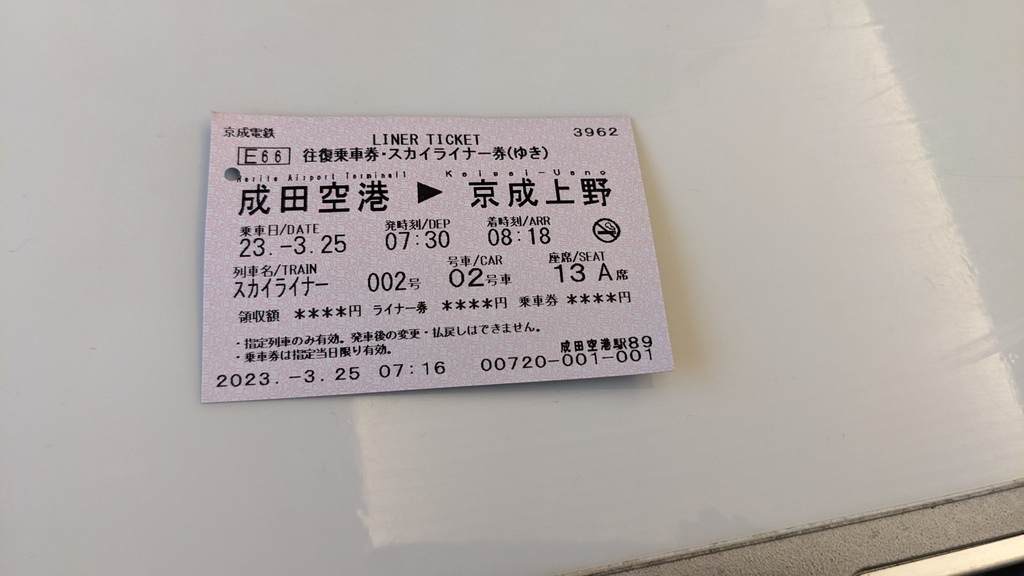 京成電鉄
LINER TICKET
3962
E66 往復乗車券・スカイライナー券(ゆき)
Narita Airport Terminal1 Keisei-Ueno
成田空港 ▶ 京成上野
乗車日/DATE 発時刻/DEP 着時刻/ARR
23.-3.25 07:30 08:18
列車名/TRAIN 号車/CAR 座席/SEAT
スカイライナー 002号 02号車 13 A席
領収額 ****円 ライナー券 ****円 乗車券 ****円
・指定列車のみ有効。発車後の変更・払戻しはできません。
・乗車券は指定当日限り有効。
成田空港駅89
2023.-3.25 07:16 00720-001-001